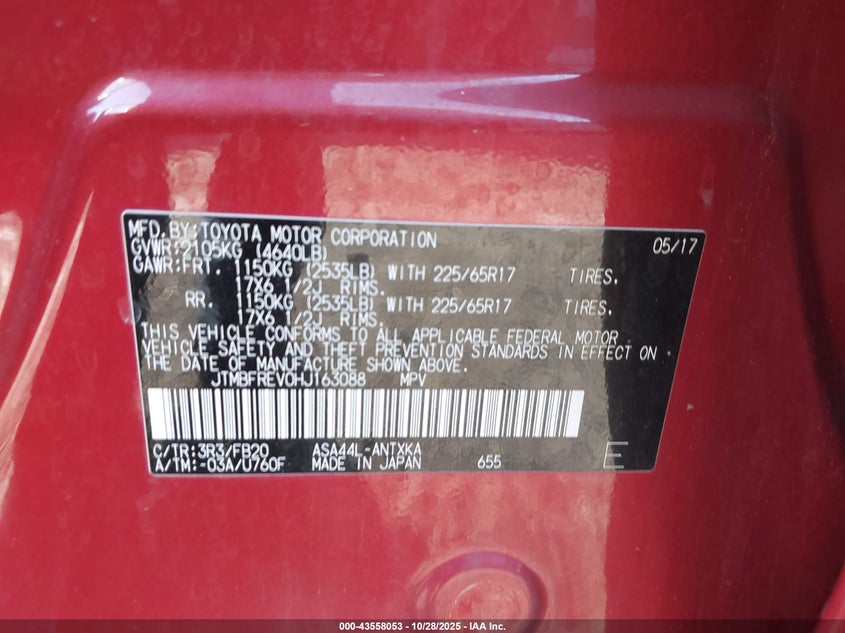 MFD.BY:TOYOTA MOTOR CORPORATION 05/17
GVWR:2105KG (4640LB)
GAWR:FRT. 1150KG (2535LB) WITH 225/65R17 TIRES,
17X6 1/2J RIMS.
RR. 1150KG (2535LB) WITH 225/65R17 TIRES,
17X6 1/2J RIMS.
THIS VEHICLE CONFORMS TO ALL APPLICABLE FEDERAL MOTOR
VEHICLE SAFETY AND THEFT PREVENTION STANDARDS IN EFFECT ON
THE DATE OF MANUFACTURE SHOWN ABOVE.
JTMBFREV0HJ163088 MPV
C/TR:3R3/FB20 ASA44L-ANTXKA
A/TM:-03A/U760F MADE IN JAPAN 655 E
000-43558053 - 10/28/2025 - IAA Inc.